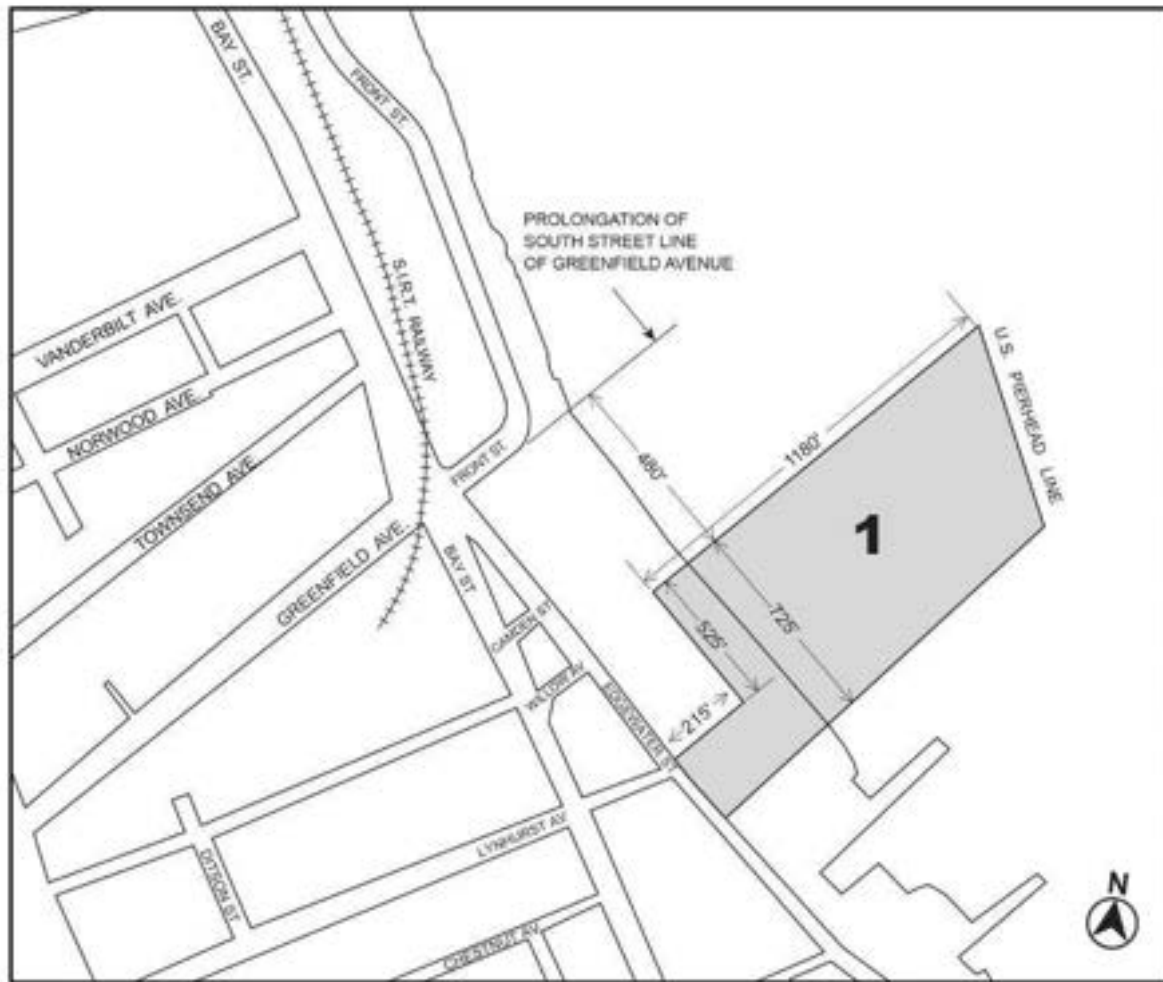 BAY ST.
FRONT ST.
PROLONGATION OF
SOUTH STREET LINE
OF GREENFIELD AVENUE
S.I.R.T. RAILWAY
VANDERBILT AVE.
U.S. PIERHEAD LINE
NORWOOD AVE.
1180'
480'
FRONT ST.
TOWNSEND AVE.
1
GREENFIELD AVE.
BAY ST
CAMDEN ST
525'
725'
WILLOW AV
EDGEWATER ST
215'
LYNHURST AV
DITSON ST
CHESTNUT AV
N